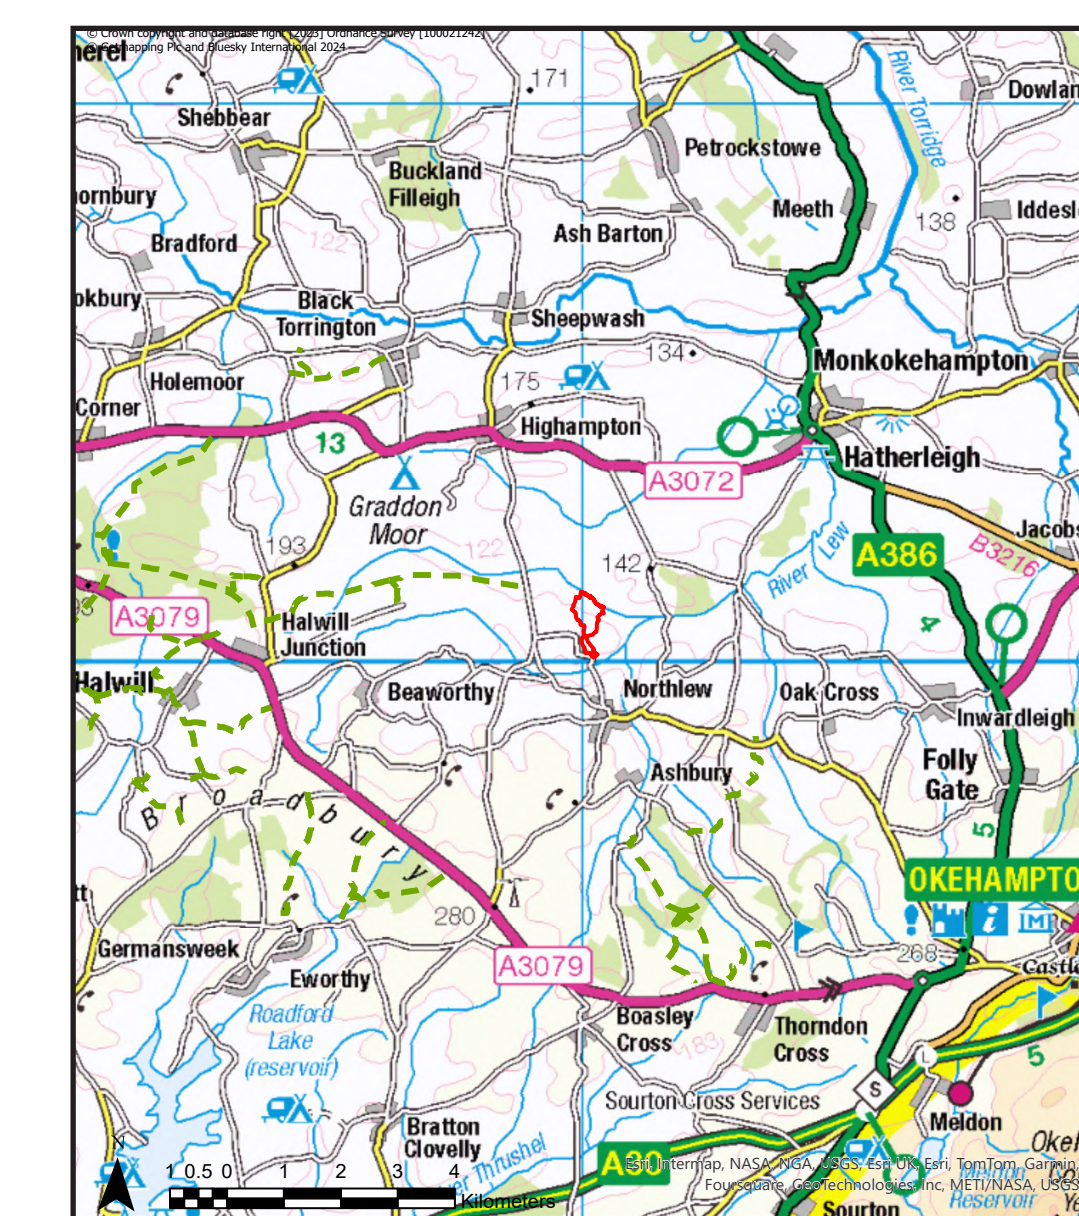 © Crown copyright and database right [2023] Ordnance Survey [100021242]
© Getmapping Plc and Bluesky International 2024
herel
171
River Torridge
Dowlan
Shebbear
Petrockstowe
Buckland
Filleigh
ornbury
Meeth
138
Iddesl
122
Bradford
Ash Barton
okbury
Black
Torrington
Sheepwash
134
Monkokehampton
Holemoor
175
Corner
Highampton
13
Hatherleigh
A3072
Graddon
Moor
Jacobs
193
122
142
River Lew
A386
B3216
A3079
Halwill
Junction
4
Halwill
Beaworthy
Northlew
Oak Cross
Inwardleigh
Ashbury
Folly
Gate
Broadbury
5
OKEHAMPTO
280
Germansweek
268
A3079
Castle
Eworthy
Roadford
Lake
(reservoir)
Boasley
Cross
183
Thorndon
Cross
L
5
S
Sourton Cross Services
Meldon
Bratton
Clovelly
Okeh
A30
er Thrushel
N
1 0.5 0 1 2 3 4
Kilometers
Esri, Intermap, NASA, NGA, USGS, Esri UK, Esri, TomTom, Garmin,
Foursquare, GeoTechnologies, Inc, METI/NASA, USGS
Meldon
Reservoir
Sourton